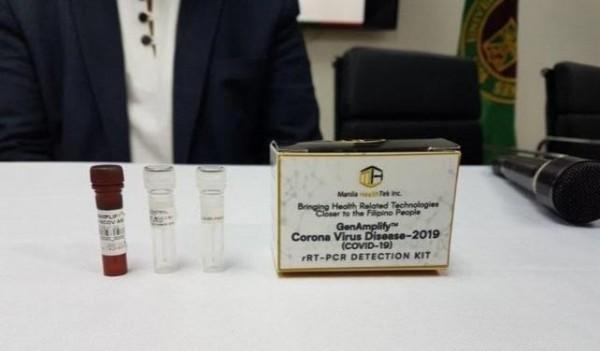 Manila HealthTek Inc.
Bringing Health Related Technologies
Closer to the Filipino People
GenAmplify™
Corona Virus Disease-2019
(COVID-19)
rRT-PCR DETECTION KIT